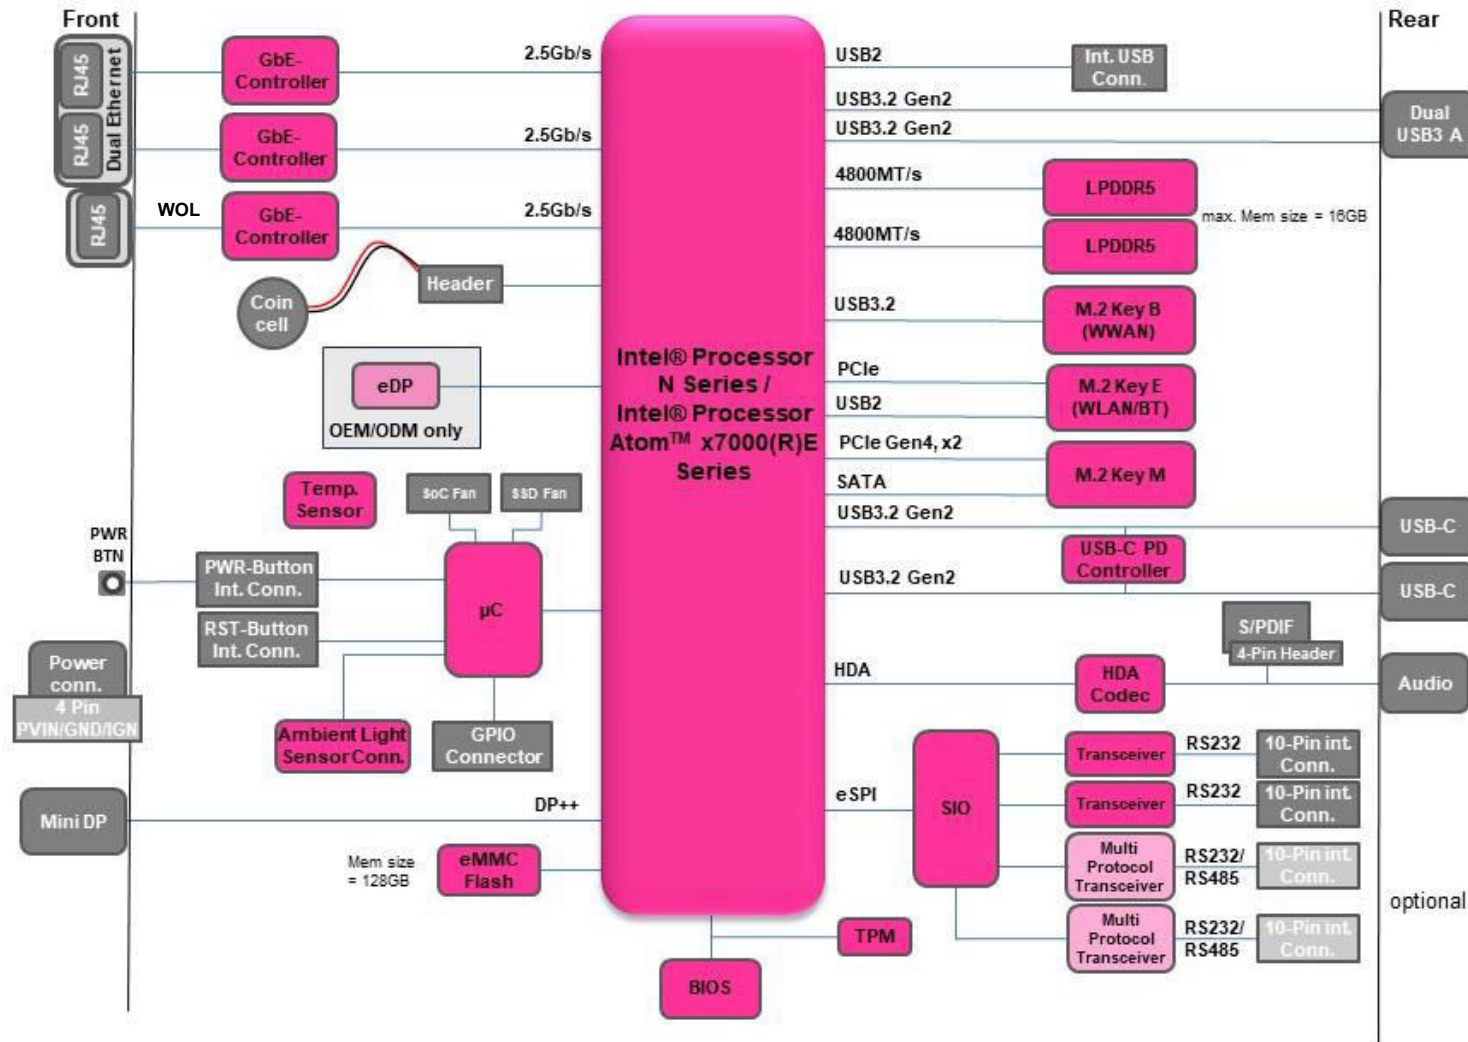 Front
Rear
RJ45
RJ45
Dual Ethernet
RJ45
WOL
GbE-
Controller
GbE-
Controller
GbE-
Controller
2.5Gb/s
2.5Gb/s
2.5Gb/s
Coin
cell
Header
eDP
OEM/ODM only
Temp.
Sensor
SoC Fan
SSD Fan
PWR
BTN
PWR-Button
Int. Conn.
RST-Button
Int. Conn.
µC
Power
conn.
4 Pin
PVIN/GND/IGN
Ambient Light
Sensor Conn.
GPIO
Connector
Mini DP
DP++
Mem size
= 128GB
eMMC
Flash
Intel® Processor
N Series /
Intel® Processor
Atom™ x7000(R)E
Series
BIOS
TPM
USB2
Int. USB
Conn.
USB3.2 Gen2
USB3.2 Gen2
Dual
USB3 A
4800MT/s
LPDDR5
max. Mem size = 16GB
4800MT/s
LPDDR5
USB3.2
M.2 Key B
(WWAN)
PCIe
USB2
M.2 Key E
(WLAN/BT)
PCIe Gen4, x2
SATA
M.2 Key M
USB3.2 Gen2
USB-C
USB-C PD
Controller
USB3.2 Gen2
USB-C
S/PDIF
4-Pin Header
HDA
HDA
Codec
Audio
eSPI
SIO
Transceiver
RS232
10-Pin int.
Conn.
Transceiver
RS232
10-Pin int.
Conn.
Multi
Protocol
Transceiver
RS232/
RS485
10-Pin int.
Conn.
Multi
Protocol
Transceiver
RS232/
RS485
10-Pin int.
Conn.
optional